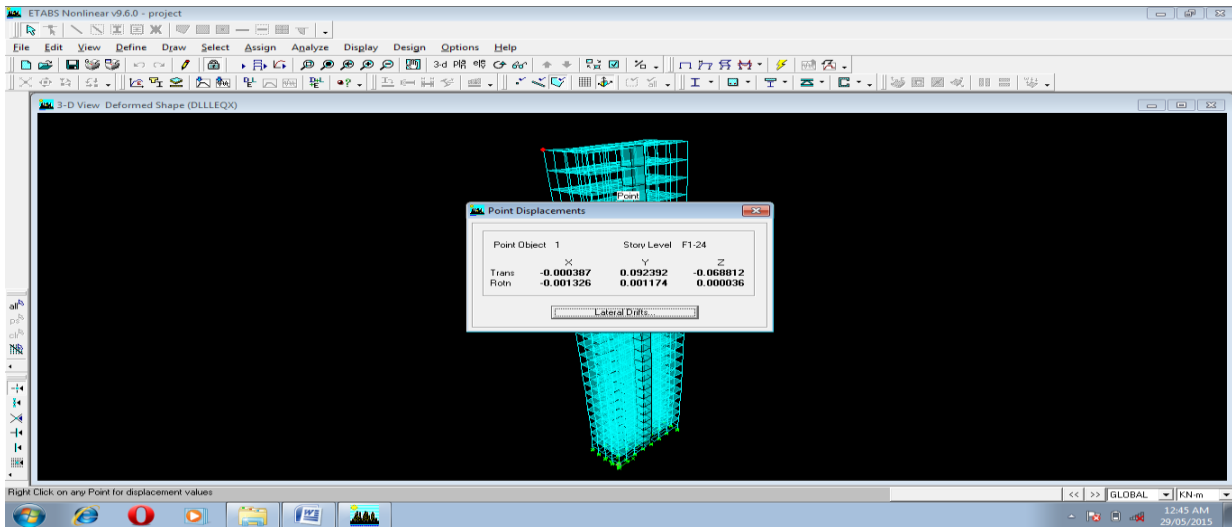 ETABS Nonlinear v9.6.0 - project
File Edit View Define Draw Select Assign Analyze Display Design Options Help
3-d
3-D View Deformed Shape (DLLLEQX)
Point
Point Displacements
Point Object 1 Story Level F1-24
X Y Z
Trans -0.000387 0.092392 -0.068812
Rotn -0.001326 0.001174 0.000036
Lateral Drifts...
all
Right Click on any Point for displacement values
<< >> GLOBAL KN-m
12:45 AM
29/05/2015